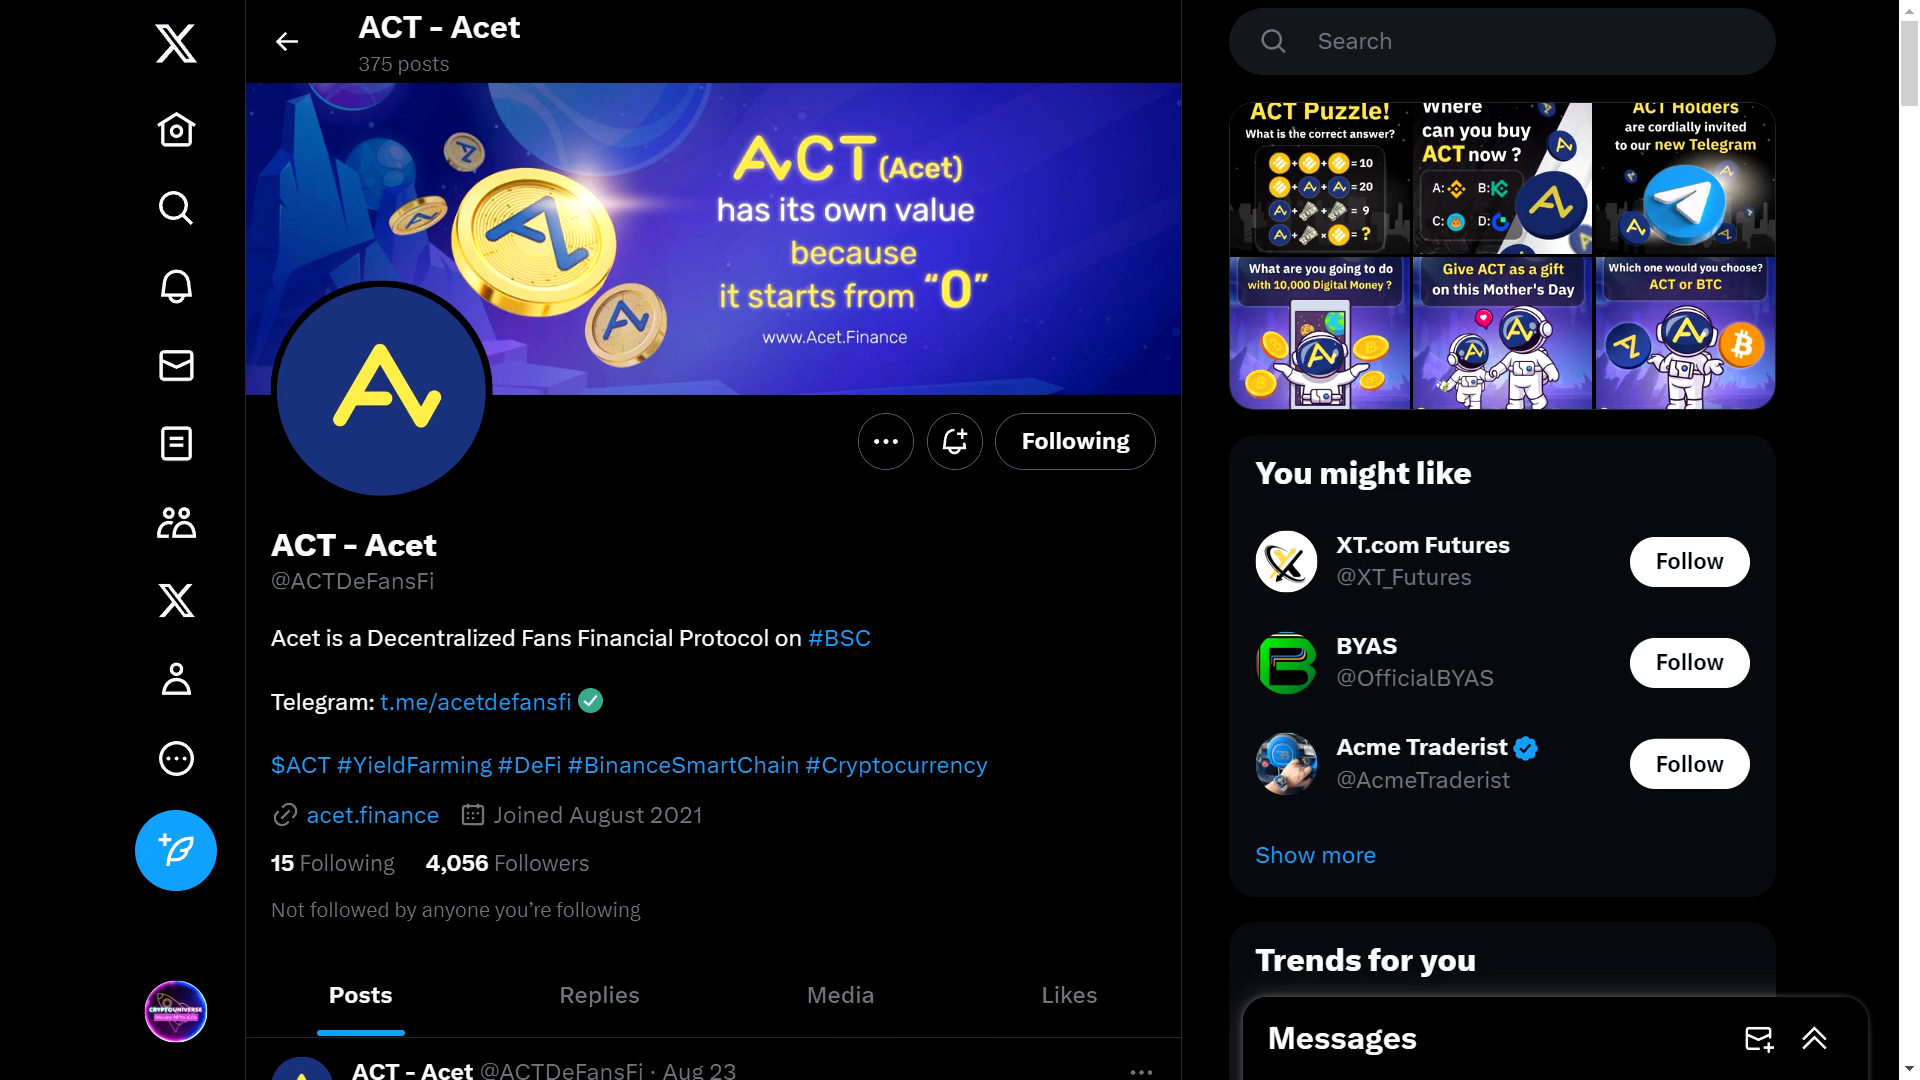 ACT - Acet
375 posts
ACT (Acet)
has its own value
because
it starts from “0”
www.Acet.Finance
Following
ACT - Acet
@ACTDeFansFi
Acet is a Decentralized Fans Financial Protocol on #BSC
Telegram: t.me/acetdefansfi
$ACT #YieldFarming #DeFi #BinanceSmartChain #Cryptocurrency
acet.finance Joined August 2021
15 Following 4,056 Followers
Not followed by anyone you’re following
Posts Replies Media Likes
ACT - Acet @ACTDeFansFi · Aug 23
CRYPTOUNIVERSE
Search
ACT Puzzle!
What is the correct answer?
+ + = 10
+ + = 20
+ + = 9
+ × = ?
Where
can you buy
ACT now ?
A: B:
C: D:
ACT Holders
are cordially invited
to our new Telegram
What are you going to do
with 10,000 Digital Money ?
Give ACT as a gift
on this Mother's Day
Which one would you choose?
ACT or BTC
You might like
XT.com Futures
@XT_Futures
Follow
BYAS
@OfficialBYAS
Follow
Acme Traderist
@AcmeTraderist
Follow
Show more
Trends for you
Messages